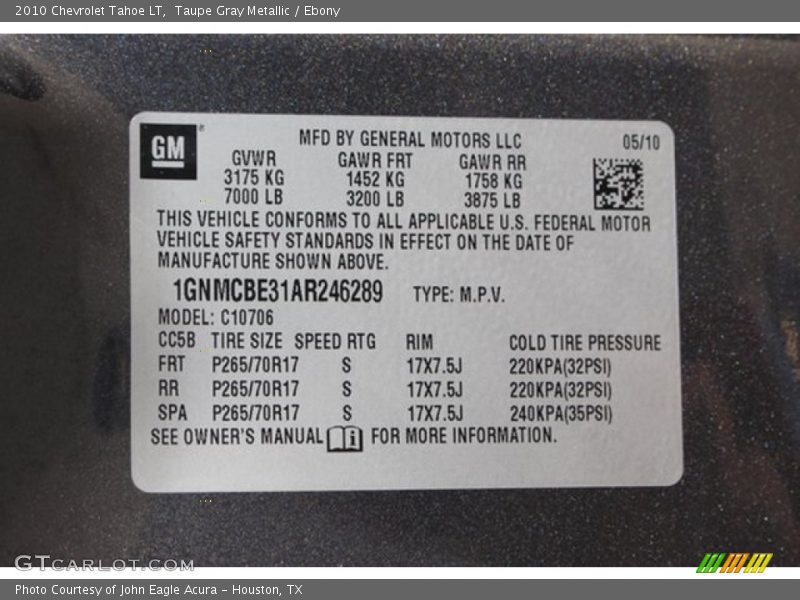 2010 Chevrolet Tahoe LT, Taupe Gray Metallic / Ebony
GM®
MFD BY GENERAL MOTORS LLC 05/10
GVWR GAWR FRT GAWR RR
3175 KG 1452 KG 1758 KG
7000 LB 3200 LB 3875 LB
THIS VEHICLE CONFORMS TO ALL APPLICABLE U.S. FEDERAL MOTOR
VEHICLE SAFETY STANDARDS IN EFFECT ON THE DATE OF
MANUFACTURE SHOWN ABOVE.
1GNMCBE31AR246289 TYPE: M.P.V.
MODEL: C10706
CC5B TIRE SIZE SPEED RTG RIM COLD TIRE PRESSURE
FRT P265/70R17 S 17X7.5J 220KPA(32PSI)
RR P265/70R17 S 17X7.5J 220KPA(32PSI)
SPA P265/70R17 S 17X7.5J 240KPA(35PSI)
SEE OWNER'S MANUAL FOR MORE INFORMATION.
GTcarlot.com
Photo Courtesy of John Eagle Acura - Houston, TX